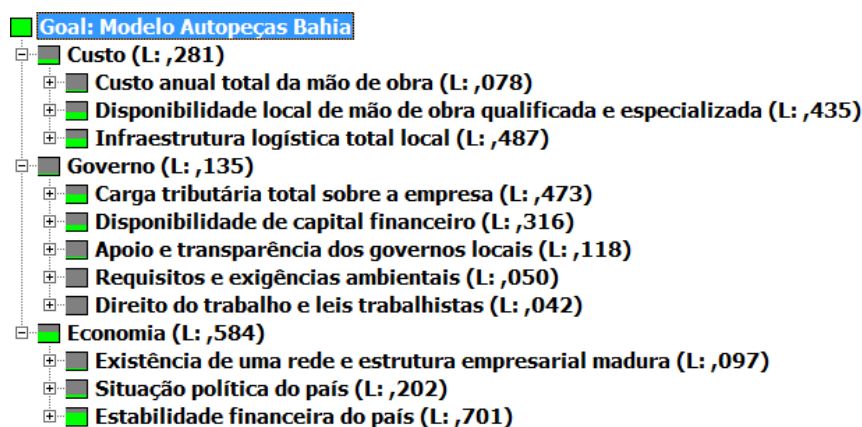 Goal: Modelo Autopeças Bahia
Custo (L: ,281)
Custo anual total da mão de obra (L: ,078)
Disponibilidade local de mão de obra qualificada e especializada (L: ,435)
Infraestrutura logística total local (L: ,487)
Governo (L: ,135)
Carga tributária total sobre a empresa (L: ,473)
Disponibilidade de capital financeiro (L: ,316)
Apoio e transparência dos governos locais (L: ,118)
Requisitos e exigências ambientais (L: ,050)
Direito do trabalho e leis trabalhistas (L: ,042)
Economia (L: ,584)
Existência de uma rede e estrutura empresarial madura (L: ,097)
Situação política do país (L: ,202)
Estabilidade financeira do país (L: ,701)